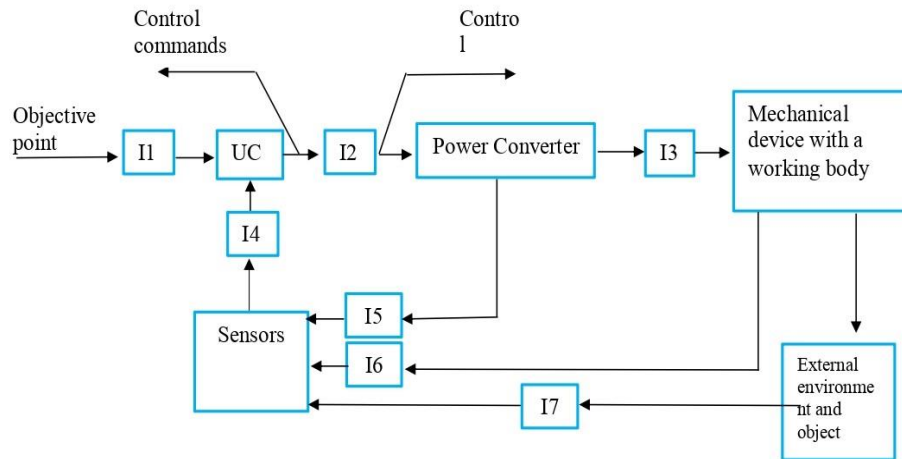 Control
commands
Contro
l
Objective
point
I1
UC
I2
Power Converter
I3
Mechanical
device with a
working body
I4
Sensors
I5
I6
I7
External
environme
nt and
object